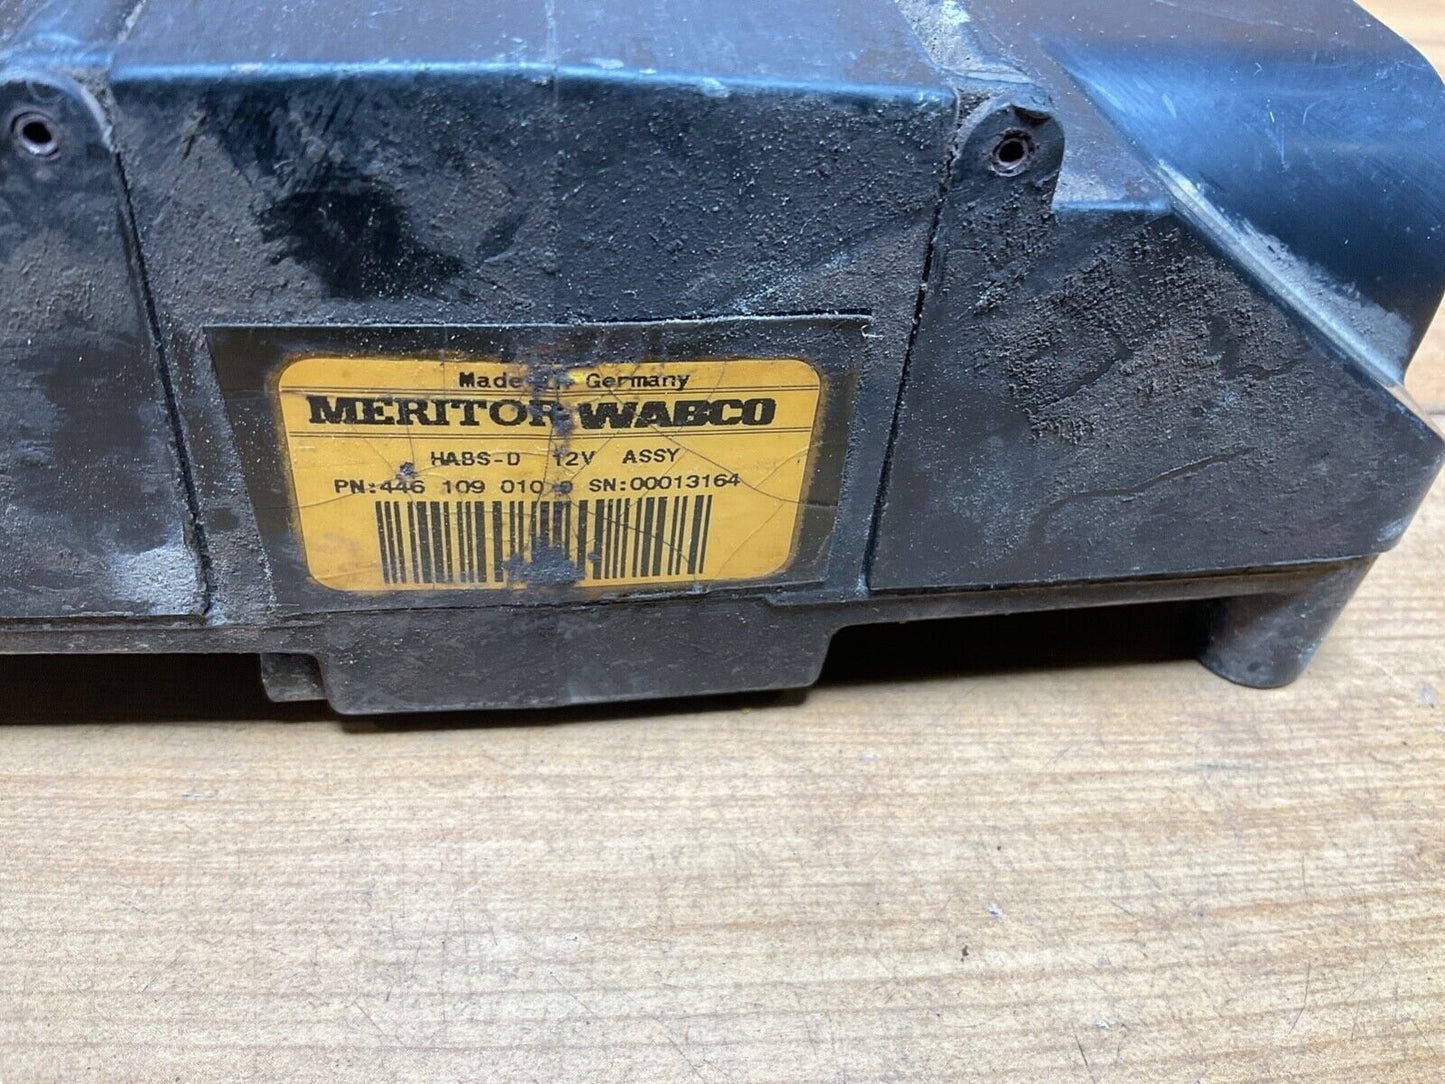 Made in Germany
MERITOR WABCO
HABS-D 12V ASSY
PN:446 109 010 0 SN:00013164